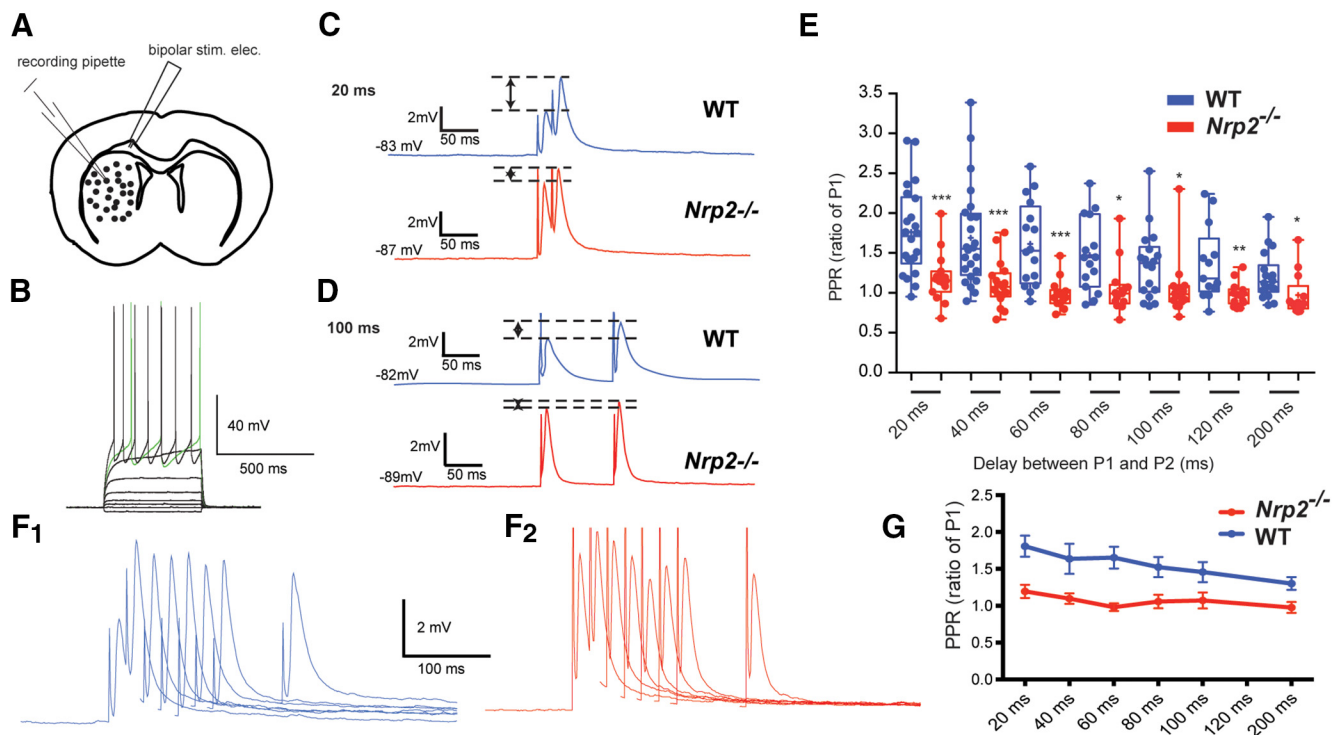 A
recording pipette
bipolar stim. elec.
B
40 mV
500 ms
C
20 ms
2mV
50 ms
-83 mV
WT
2mV
50 ms
-87 mV
Nrp2-/-
D
100 ms
2mV
50 ms
-82mV
WT
2mV
50 ms
-89mV
Nrp2-/-
E
WT
Nrp2-/-
PPR (ratio of P1)
3.5
3.0
2.5
2.0
1.5
1.0
0.5
0.0
*** *** *** * * ** *
20 ms 40 ms 60 ms 80 ms 100 ms 120 ms 200 ms
Delay between P1 and P2 (ms)
F1
2 mV
100 ms
F2
G
Nrp2-/-
WT
PPR (ratio of P1)
2.5
2.0
1.5
1.0
0.5
0.0
20 ms 40 ms 60 ms 80 ms 100 ms 120 ms 200 ms